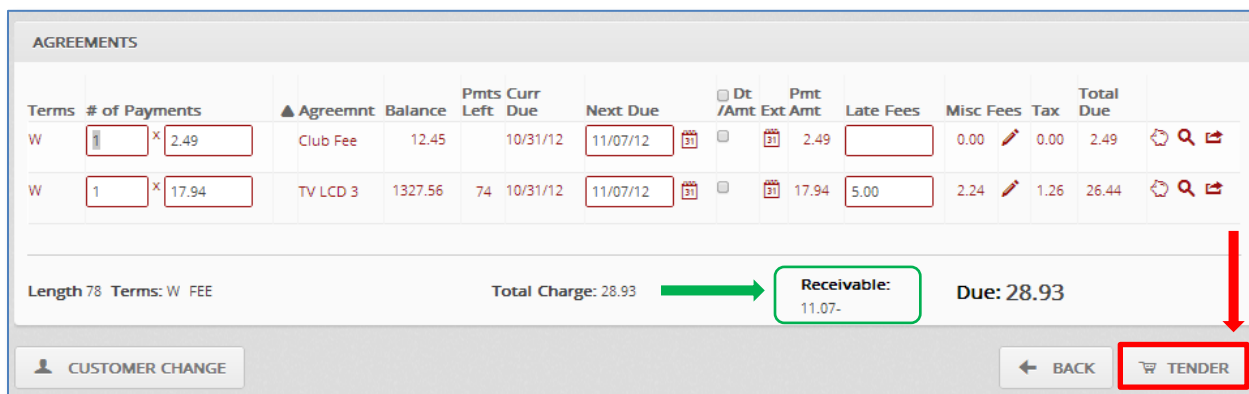 AGREEMENTS
Terms # of Payments ▲ Agreemnt Balance Pmts Left Curr Due Next Due Dt /Amt Ext Pmt Amt Late Fees Misc Fees Tax Total Due
W 1 x 2.49 Club Fee 12.45 10/31/12 11/07/12 31 31 2.49 0.00 0.00 2.49
W 1 x 17.94 TV LCD 3 1327.56 74 10/31/12 11/07/12 31 31 17.94 5.00 2.24 1.26 26.44
Length 78 Terms: W FEE Total Charge: 28.93 Receivable: Due: 28.93
11.07-
CUSTOMER CHANGE BACK TENDER